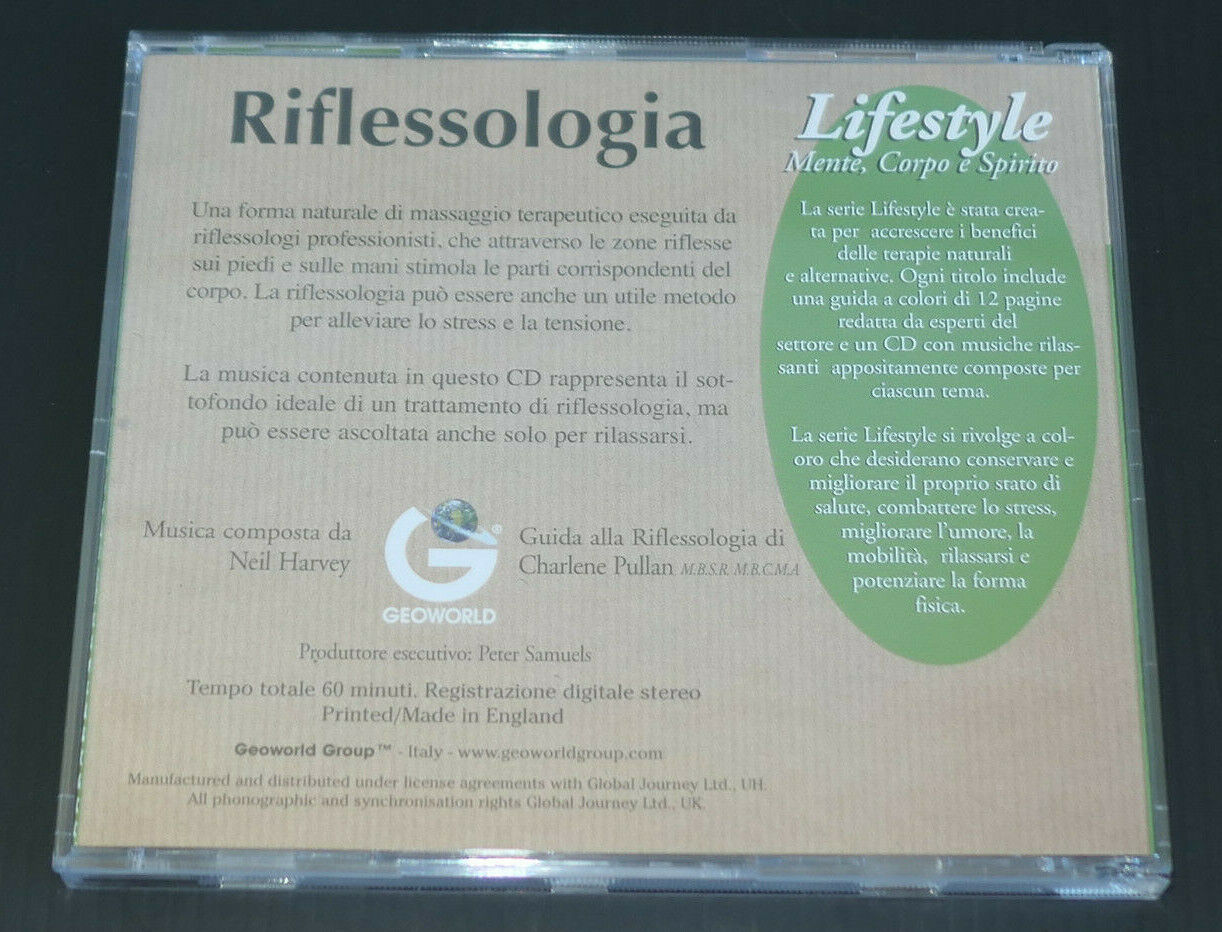 Riflessologia
Una forma naturale di massaggio terapeutico eseguita da
riflessologi professionisti, che attraverso le zone riflesse
sui piedi e sulle mani stimola le parti corrispondenti del
corpo. La riflessologia può essere anche un utile metodo
per alleviare lo stress e la tensione.
La musica contenuta in questo CD rappresenta il sot-
tofondo ideale di un trattamento di riflessologia, ma
può essere ascoltata anche solo per rilassarsi.
Musica composta da
Neil Harvey
G®
GEOWORLD
Guida alla Riflessologia di
Charlene Pullan M.B.S.R. M.B.C.M.A
Produttore esecutivo: Peter Samuels
Tempo totale 60 minuti. Registrazione digitale stereo
Printed/Made in England
Geoworld Group™ - Italy - www.geoworldgroup.com
Manufactured and distributed under license agreements with Global Journey Ltd., UH.
All phonographic and synchronisation rights Global Journey Ltd., UK.
Lifestyle
Mente, Corpo e Spirito
La serie Lifestyle è stata crea-
ta per accrescere i benefici
delle terapie naturali
e alternative. Ogni titolo include
una guida a colori di 12 pagine
redatta da esperti del
settore e un CD con musiche rilas-
santi appositamente composte per
ciascun tema.
La serie Lifestyle si rivolge a col-
oro che desiderano conservare e
migliorare il proprio stato di
salute, combattere lo stress,
migliorare l'umore, la
mobilità, rilassarsi e
potenziare la forma
fisica.